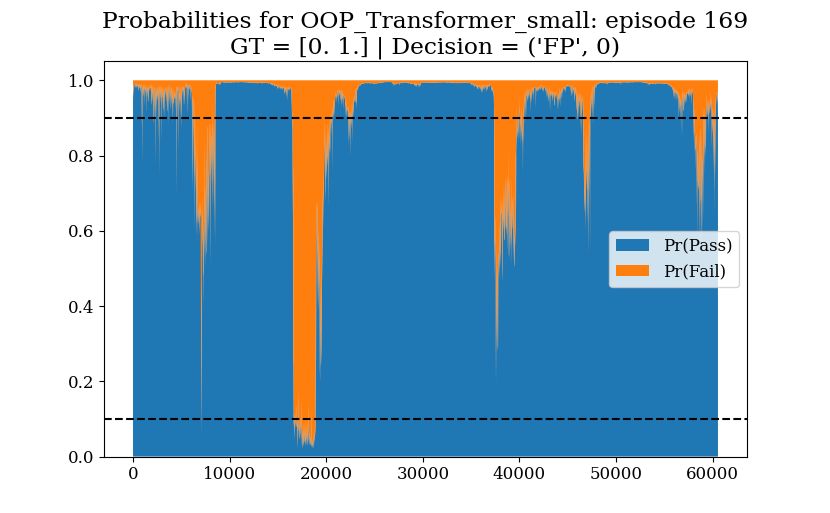 Probabilities for OOP_Transformer_small: episode 169
GT = [0. 1.] | Decision = ('FP', 0)
1.0
0.8
0.6
0.4
0.2
0.0
Pr(Pass)
Pr(Fail)
0 10000 20000 30000 40000 50000 60000